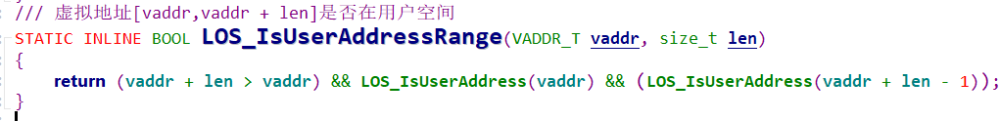 /// 虚拟地址[vaddr,vaddr + len]是否在用户空间
STATIC INLINE BOOL LOS_IsUserAddressRange(VADDR_T vaddr, size_t len)
{
    return (vaddr + len > vaddr) && LOS_IsUserAddress(vaddr) && (LOS_IsUserAddress(vaddr + len - 1));
}